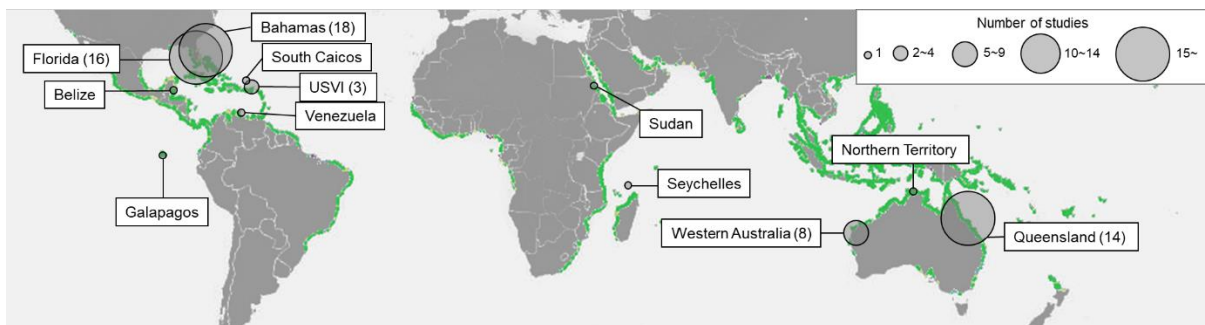 Bahamas (18)
Florida (16)
South Caicos
Belize
USVI (3)
Venezuela
Galapagos
Sudan
Seychelles
Northern Territory
Western Australia (8)
Queensland (14)
Number of studies
1 2~4 5~9 10~14 15~